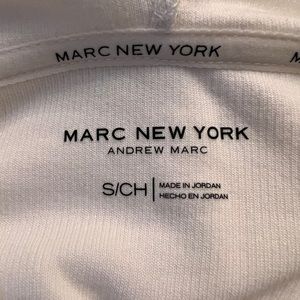 MARC NEW YORK
MARC NEW YORK
ANDREW MARC
S/CH
MADE IN JORDAN
HECHO EN JORDAN